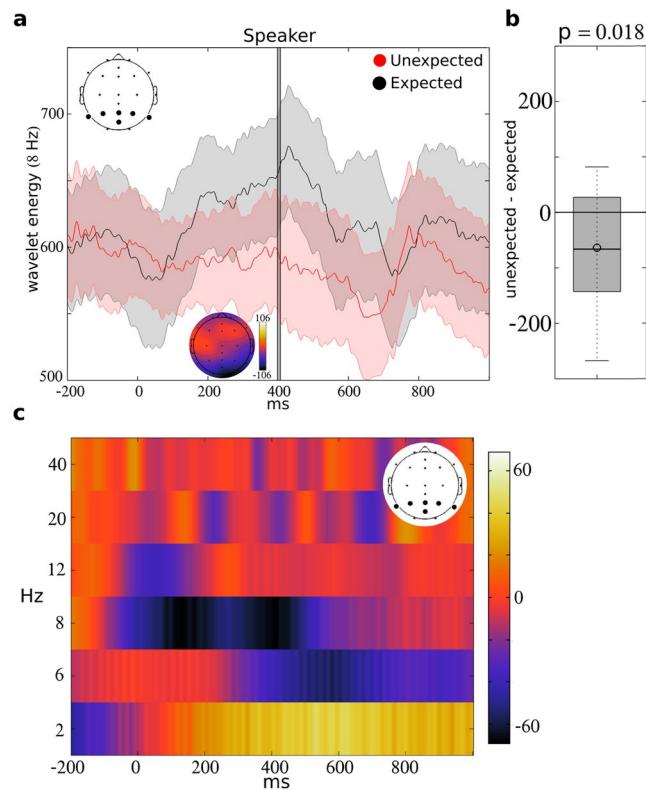 a
Speaker
Unexpected
Expected
wavelet energy (8 Hz)
700
600
500
106
-106
-200 0 200 400 600 800
ms
b
p = 0.018
unexpected - expected
200
0
-200
c
Hz
40
20
12
8
6
2
-200 0 200 400 600 800
ms
60
0
-60